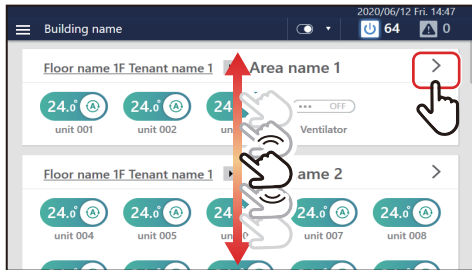 2020/06/12 Fri. 14:47
Building name 64 0
Floor name 1F Tenant name 1 Area name 1
24.0° A 24.0° A 24 OFF
unit 001 unit 002 un Ventilator
Floor name 1F Tenant name 1 ame 2
24.0° A 24.0° A 24 24.0° A 24.0° A
unit 004 unit 005 un unit 007 unit 008